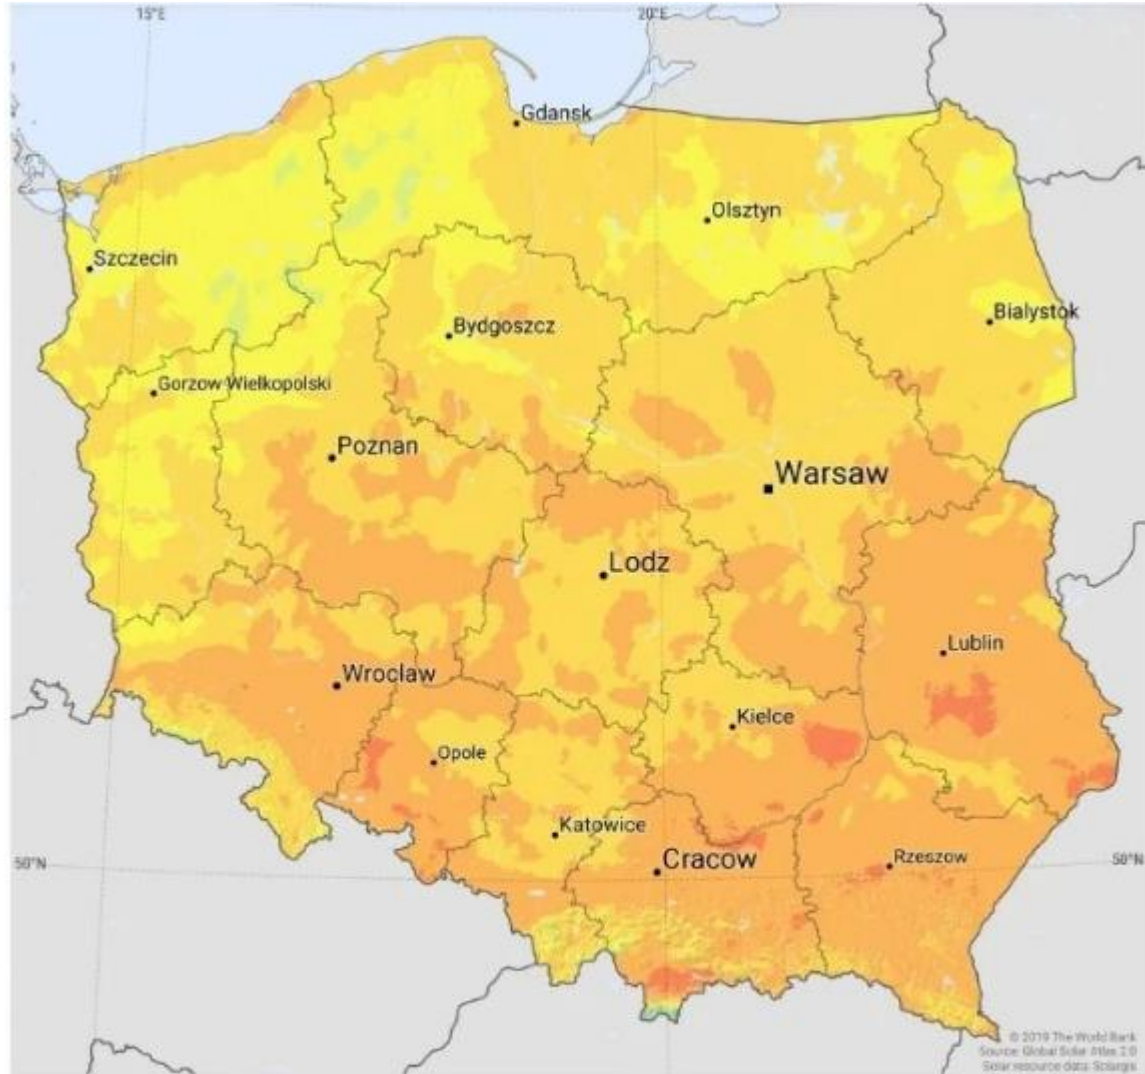 15°E
20°E
Gdansk
Olsztyn
Szczecin
Bialystok
Bydgoszcz
Gorzow Wielkopolski
Poznan
Warsaw
Lodz
Lublin
Wroclaw
Kielce
Opole
Katowice
50°N
Cracow
Rzeszow
50°N
© 2019 The World Bank
Source: Global Solar Atlas 2.0
Solar resource data: Solargis